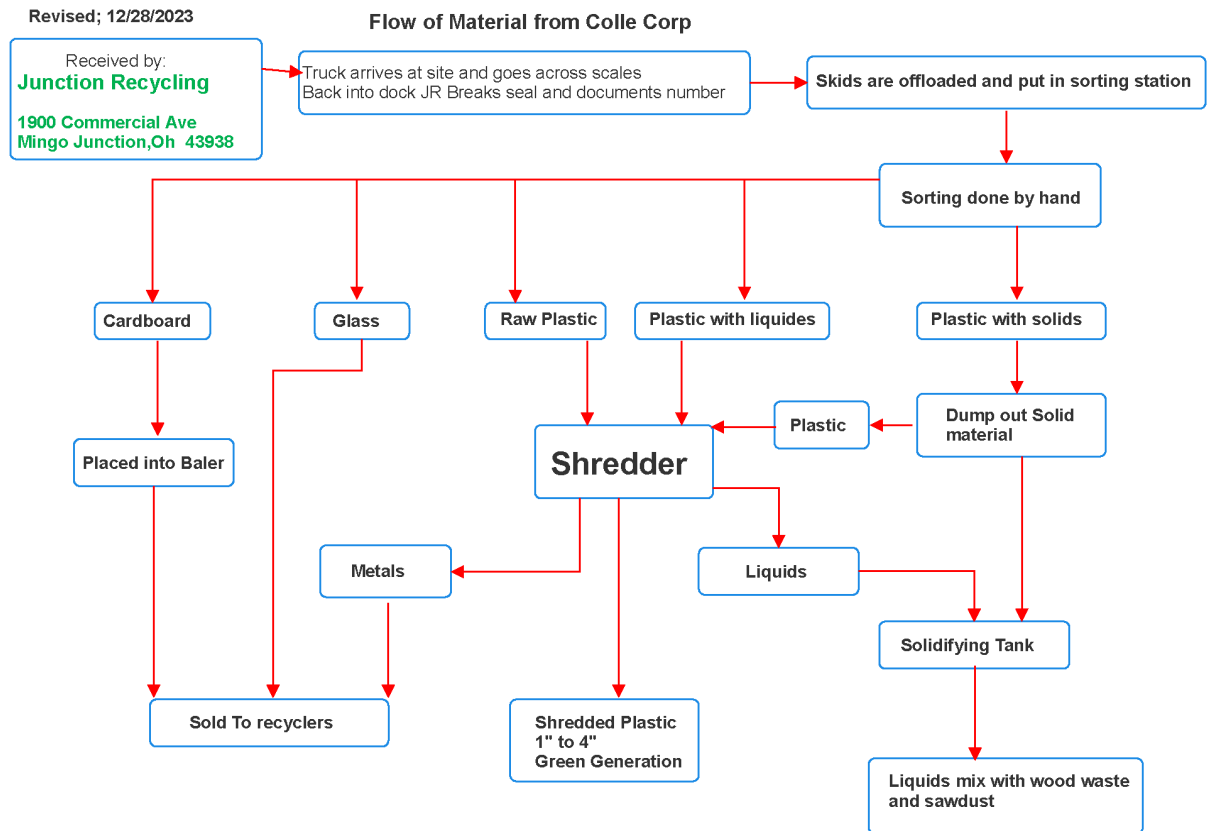 Revised; 12/28/2023
Flow of Material from Colle Corp
Received by:
Junction Recycling
1900 Commercial Ave
Mingo Junction,Oh 43938
Truck arrives at site and goes across scales
Back into dock JR Breaks seal and documents number
Skids are offloaded and put in sorting station
Sorting done by hand
Cardboard
Glass
Raw Plastic
Plastic with liquides
Plastic with solids
Placed into Baler
Shredder
Plastic
Dump out Solid
material
Metals
Liquids
Solidifying Tank
Sold To recyclers
Shredded Plastic
1" to 4"
Green Generation
Liquids mix with wood waste
and sawdust